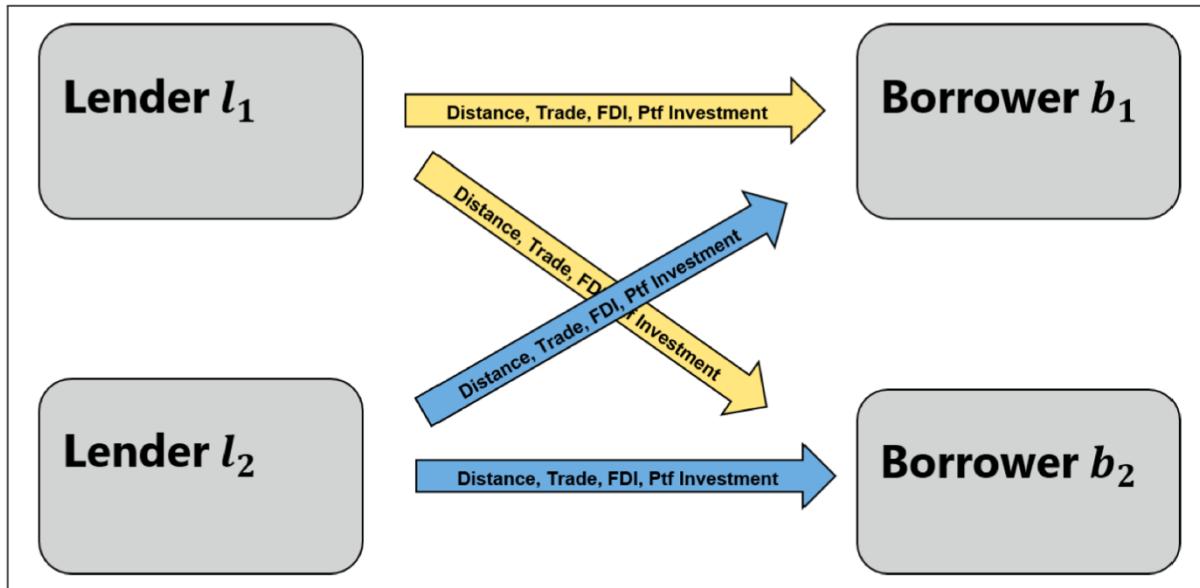 Lender l₁
Distance, Trade, FDI, Ptf Investment
Borrower b₁
Distance, Trade, FD Investment
Distance, Trade, FDI, Ptf Investment
Lender l₂
Distance, Trade, FDI, Ptf Investment
Borrower b₂